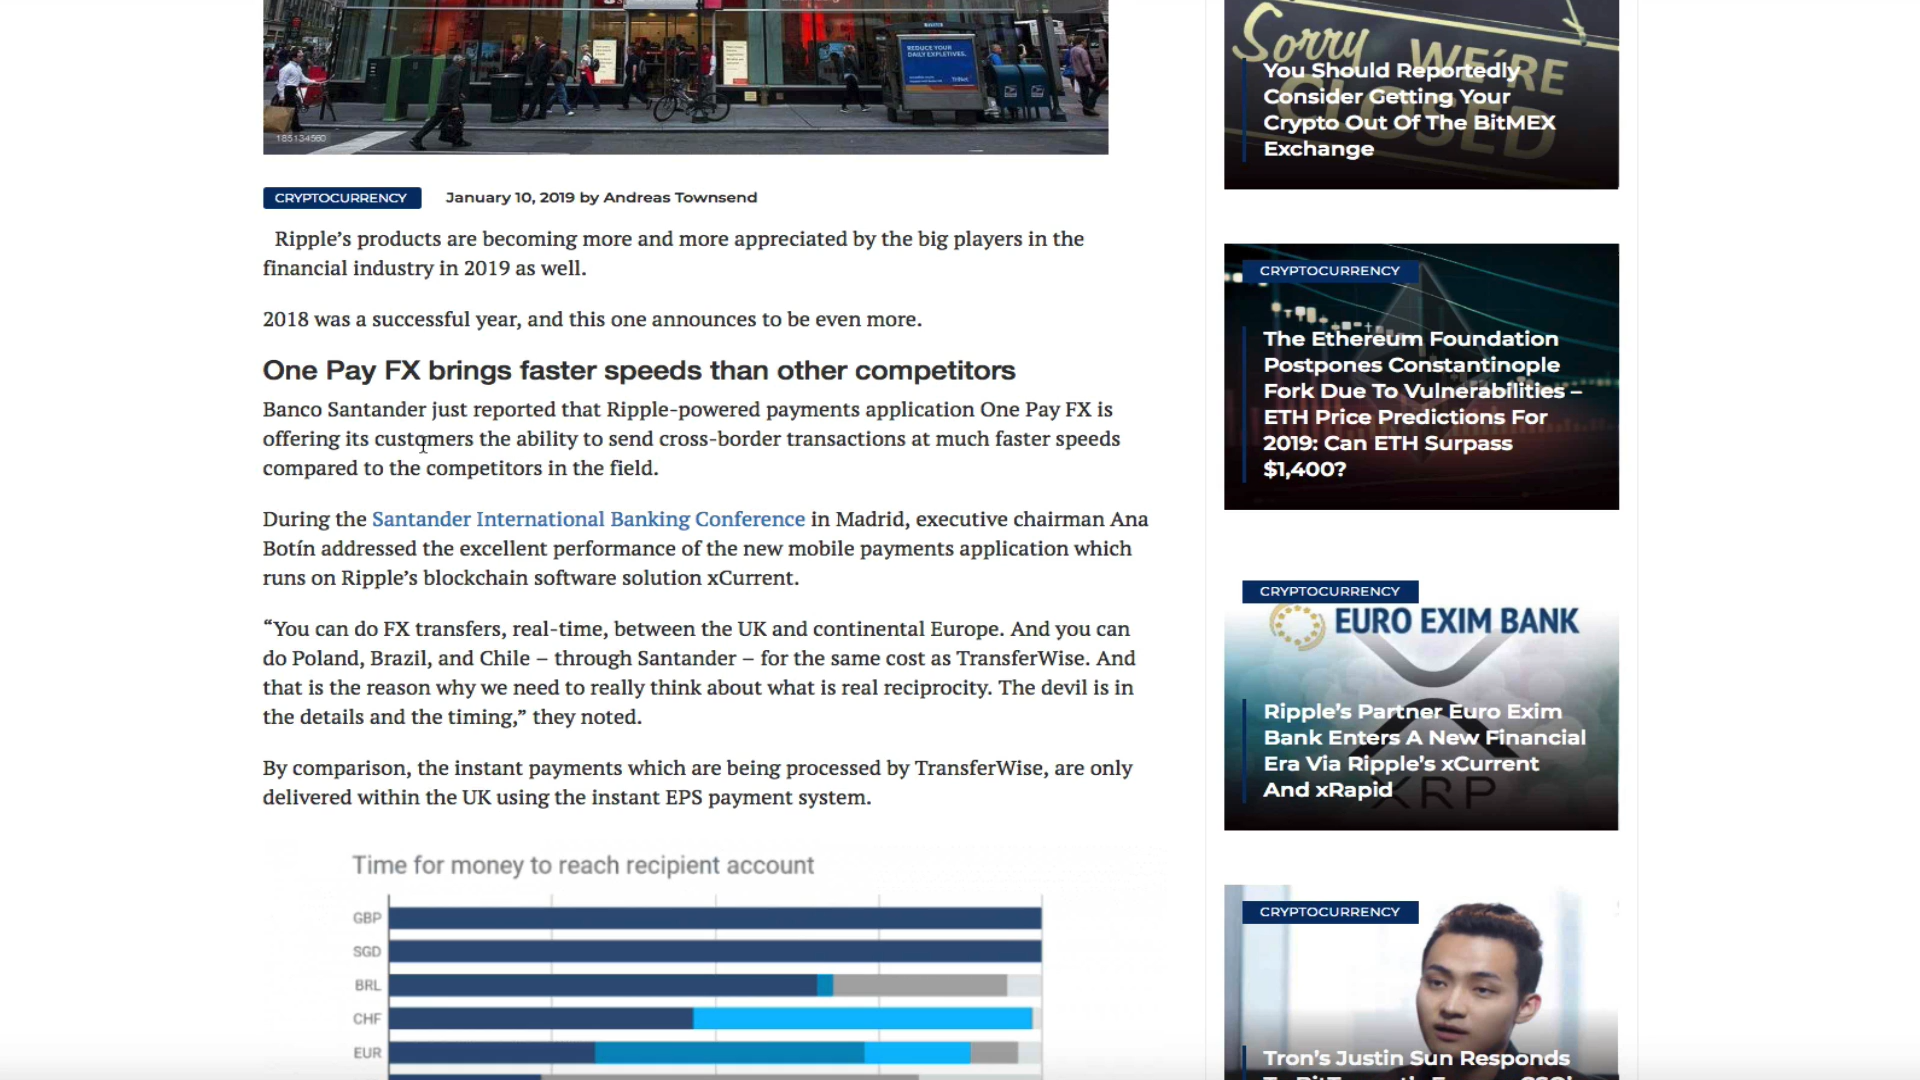 REDUCE YOUR
DAILY EXPLETIVES.
TriNet
185134560
CRYPTOCURRENCY
January 10, 2019 by Andreas Townsend
Ripple’s products are becoming more and more appreciated by the big players in the
financial industry in 2019 as well.
2018 was a successful year, and this one announces to be even more.
One Pay FX brings faster speeds than other competitors
Banco Santander just reported that Ripple-powered payments application One Pay FX is
offering its customers the ability to send cross-border transactions at much faster speeds
compared to the competitors in the field.
During the Santander International Banking Conference in Madrid, executive chairman Ana
Botín addressed the excellent performance of the new mobile payments application which
runs on Ripple’s blockchain software solution xCurrent.
“You can do FX transfers, real-time, between the UK and continental Europe. And you can
do Poland, Brazil, and Chile – through Santander – for the same cost as TransferWise. And
that is the reason why we need to really think about what is real reciprocity. The devil is in
the details and the timing,” they noted.
By comparison, the instant payments which are being processed by TransferWise, are only
delivered within the UK using the instant EPS payment system.
Time for money to reach recipient account
GBP
SGD
BRL
CHF
EUR
Sorry
WE’RE
CLOSED
You Should Reportedly
Consider Getting Your
Crypto Out Of The BitMEX
Exchange
CRYPTOCURRENCY
The Ethereum Foundation
Postpones Constantinople
Fork Due To Vulnerabilities –
ETH Price Predictions For
2019: Can ETH Surpass
$1,400?
CRYPTOCURRENCY
EURO EXIM BANK
Ripple’s Partner Euro Exim
Bank Enters A New Financial
Era Via Ripple’s xCurrent
And xRapid
XRP
CRYPTOCURRENCY
Tron’s Justin Sun Responds